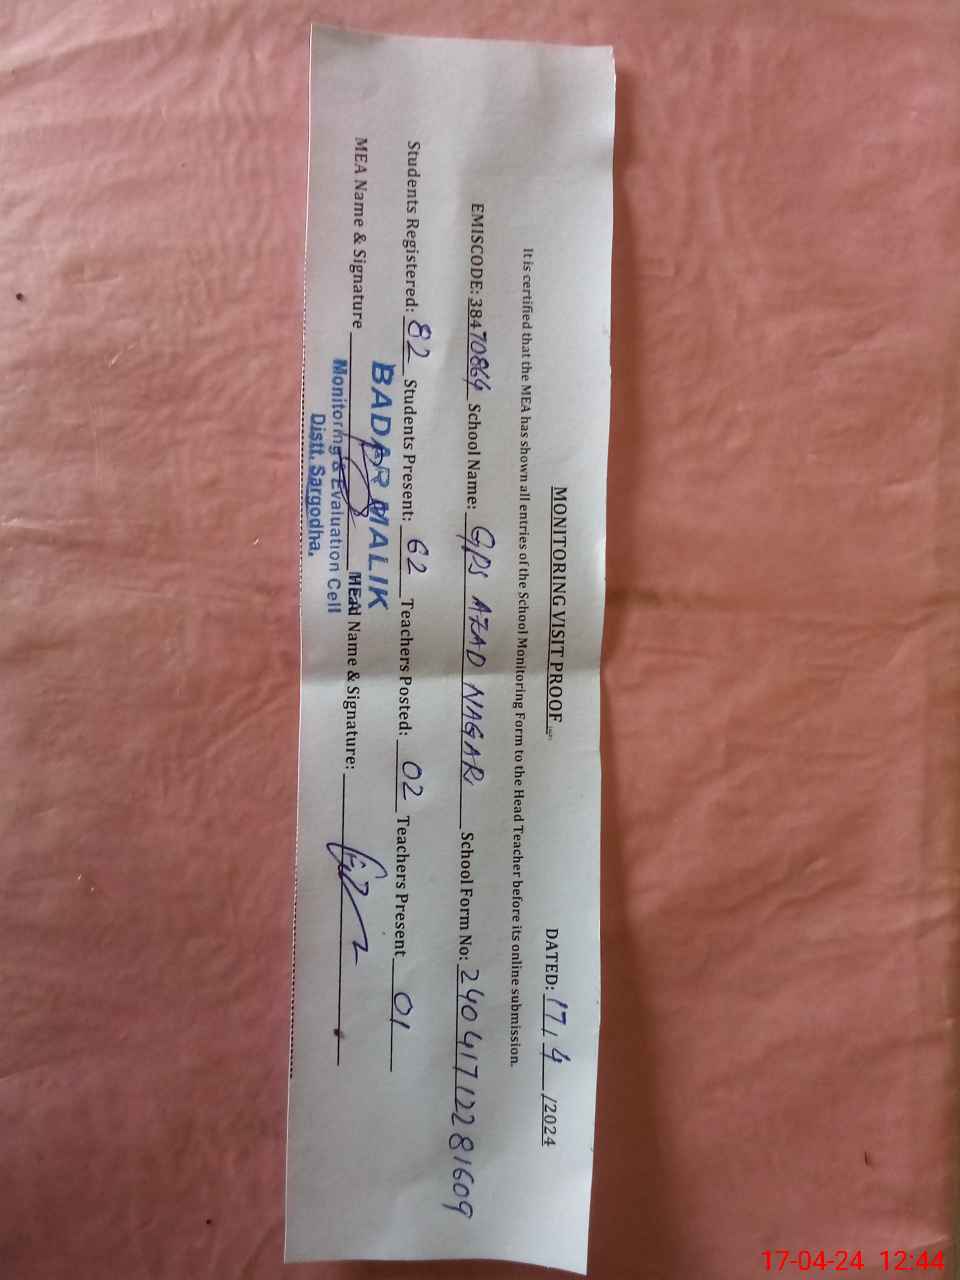 MONITORING VISIT PROOF
DATED: 17, 4 /2024
It is certified that the MEA has shown all entries of the School Monitoring Form to the Head Teacher before its online submission.
EMISCODE: 38470864 School Name: GPS AZAD NAGAR School Form No: 24041712281609
Students Registered: 82 Students Present: 62 Teachers Posted: 02 Teachers Present 01
MEA Name & Signature Name & Signature:
BADAR MALIK
Monitoring & Evaluation Cell
Distt. Sargodha.
17-04-24 12:44